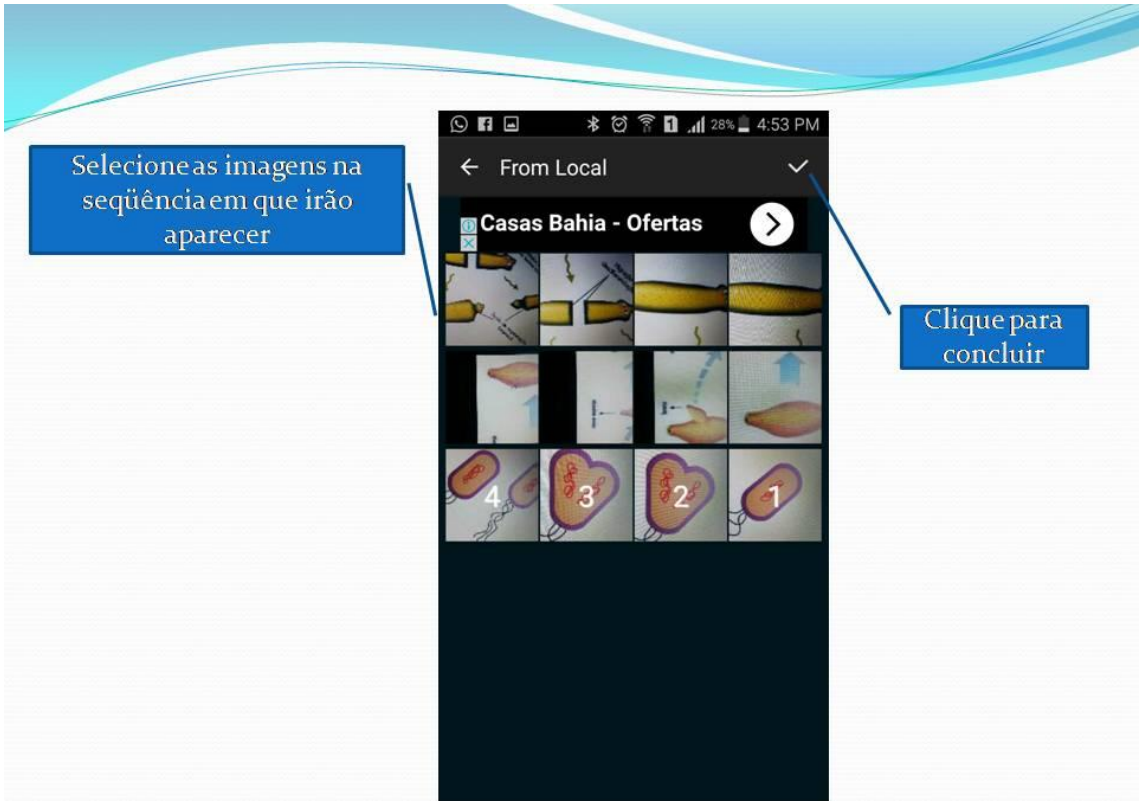 Selecione as imagens na
seqüência em que irão
aparecer
1 28% 4:53 PM
From Local
Casas Bahia - Ofertas
4 3 2 1
Clique para
concluir